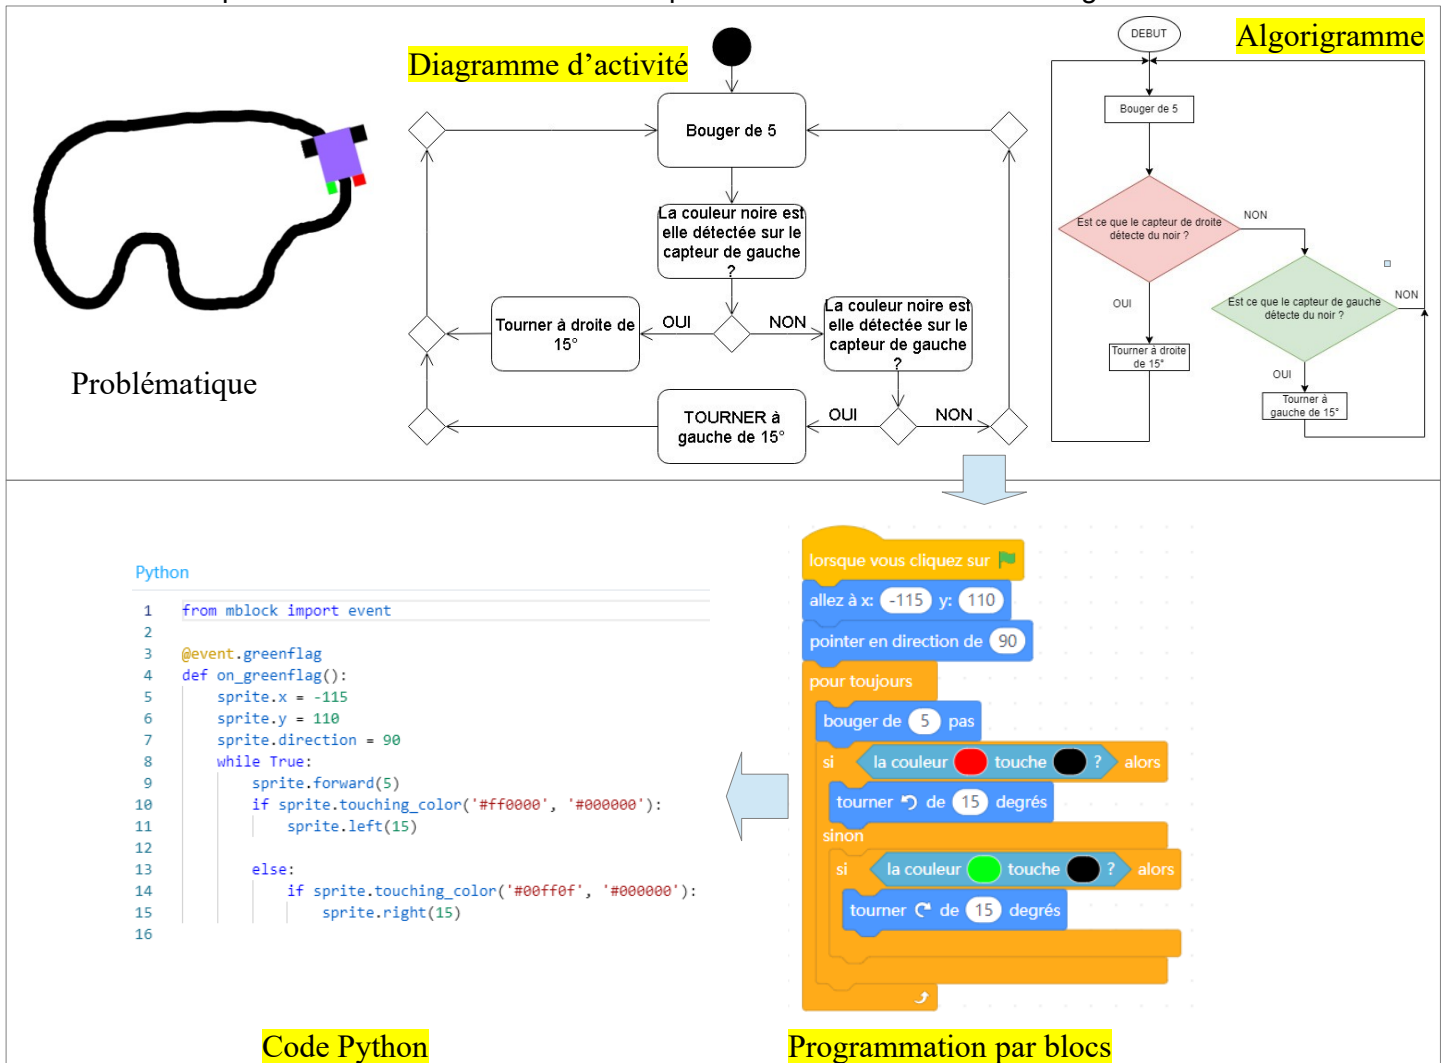 Diagramme d'activité
Bouger de 5
La couleur noire est
elle détectée sur le
capteur de gauche
?
Tourner à droite de
15°
OUI
NON
La couleur noire est
elle détectée sur le
capteur de gauche
?
TOURNER à
gauche de 15°
OUI
NON
Problématique
Algorigramme
DEBUT
Bouger de 5
Est ce que le capteur de droite
détecte du noir ?
NON
OUI
Est ce que le capteur de gauche
détecte du noir ?
NON
OUI
Tourner à droite
de 15°
Tourner à
gauche de 15°
Python
1 from mblock import event
2
3 @event.greenflag
4 def on_greenflag():
5 sprite.x = -115
6 sprite.y = 110
7 sprite.direction = 90
8 while True:
9 sprite.forward(5)
10 if sprite.touching_color('#ff0000', '#000000'):
11 sprite.left(15)
12
13 else:
14 if sprite.touching_color('#00ff0f', '#000000'):
15 sprite.right(15)
16
Code Python
lorsque vous cliquez sur
allez à x: -115 y: 110
pointer en direction de 90
pour toujours
bouger de 5 pas
si la couleur touche ? alors
tourner de 15 degrés
sinon
si la couleur touche ? alors
tourner de 15 degrés
Programmation par blocs